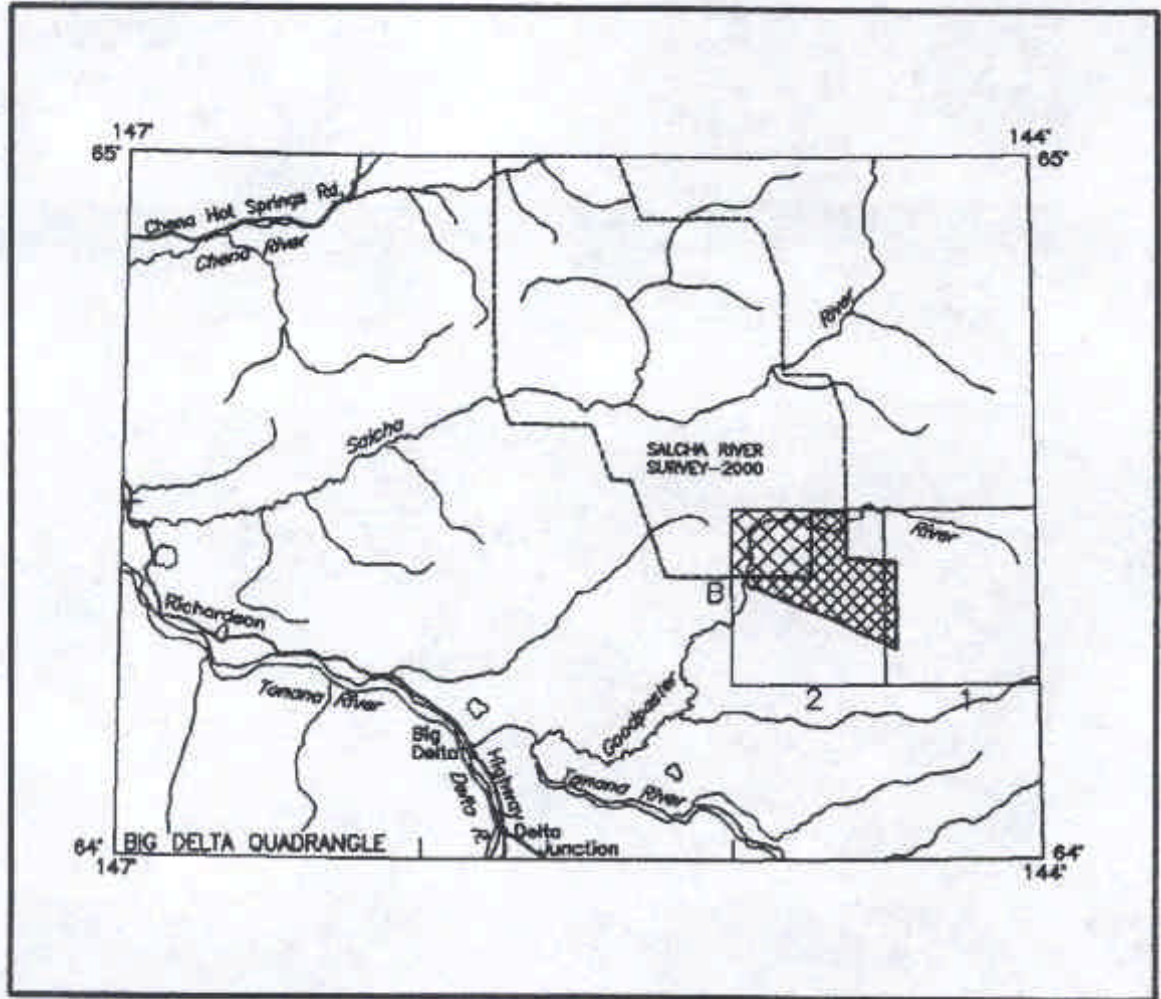 147°
144°
65°
65°
Chena Hot Springs Rd.
Chena River
River
Salcha
SALCHA RIVER
SURVEY-2000
River
B
Richardson
Tanana River
2
1
Goodpaster
Big
Delta
Delta
Highway
Tanana River
R.
Delta
Junction
64°
BIG DELTA QUADRANGLE
64°
147°
144°